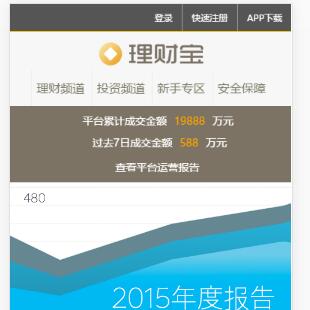 登录 快速注册 APP下载
理财宝
理财频道 投资频道 新手专区 安全保障
平台累计成交金额 19888 万元
过去7日成交金额 588 万元
查看平台运营报告
480
2015年度报告